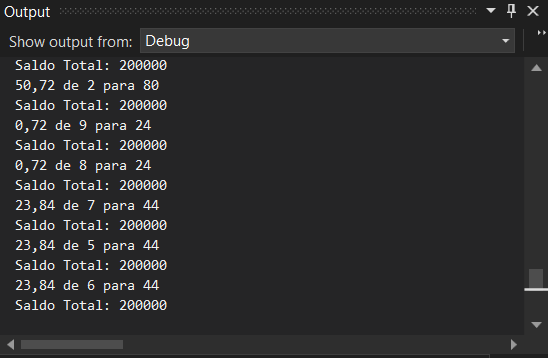 Output
Show output from: Debug
Saldo Total: 200000
50,72 de 2 para 80
Saldo Total: 200000
0,72 de 9 para 24
Saldo Total: 200000
0,72 de 8 para 24
Saldo Total: 200000
23,84 de 7 para 44
Saldo Total: 200000
23,84 de 5 para 44
Saldo Total: 200000
23,84 de 6 para 44
Saldo Total: 200000